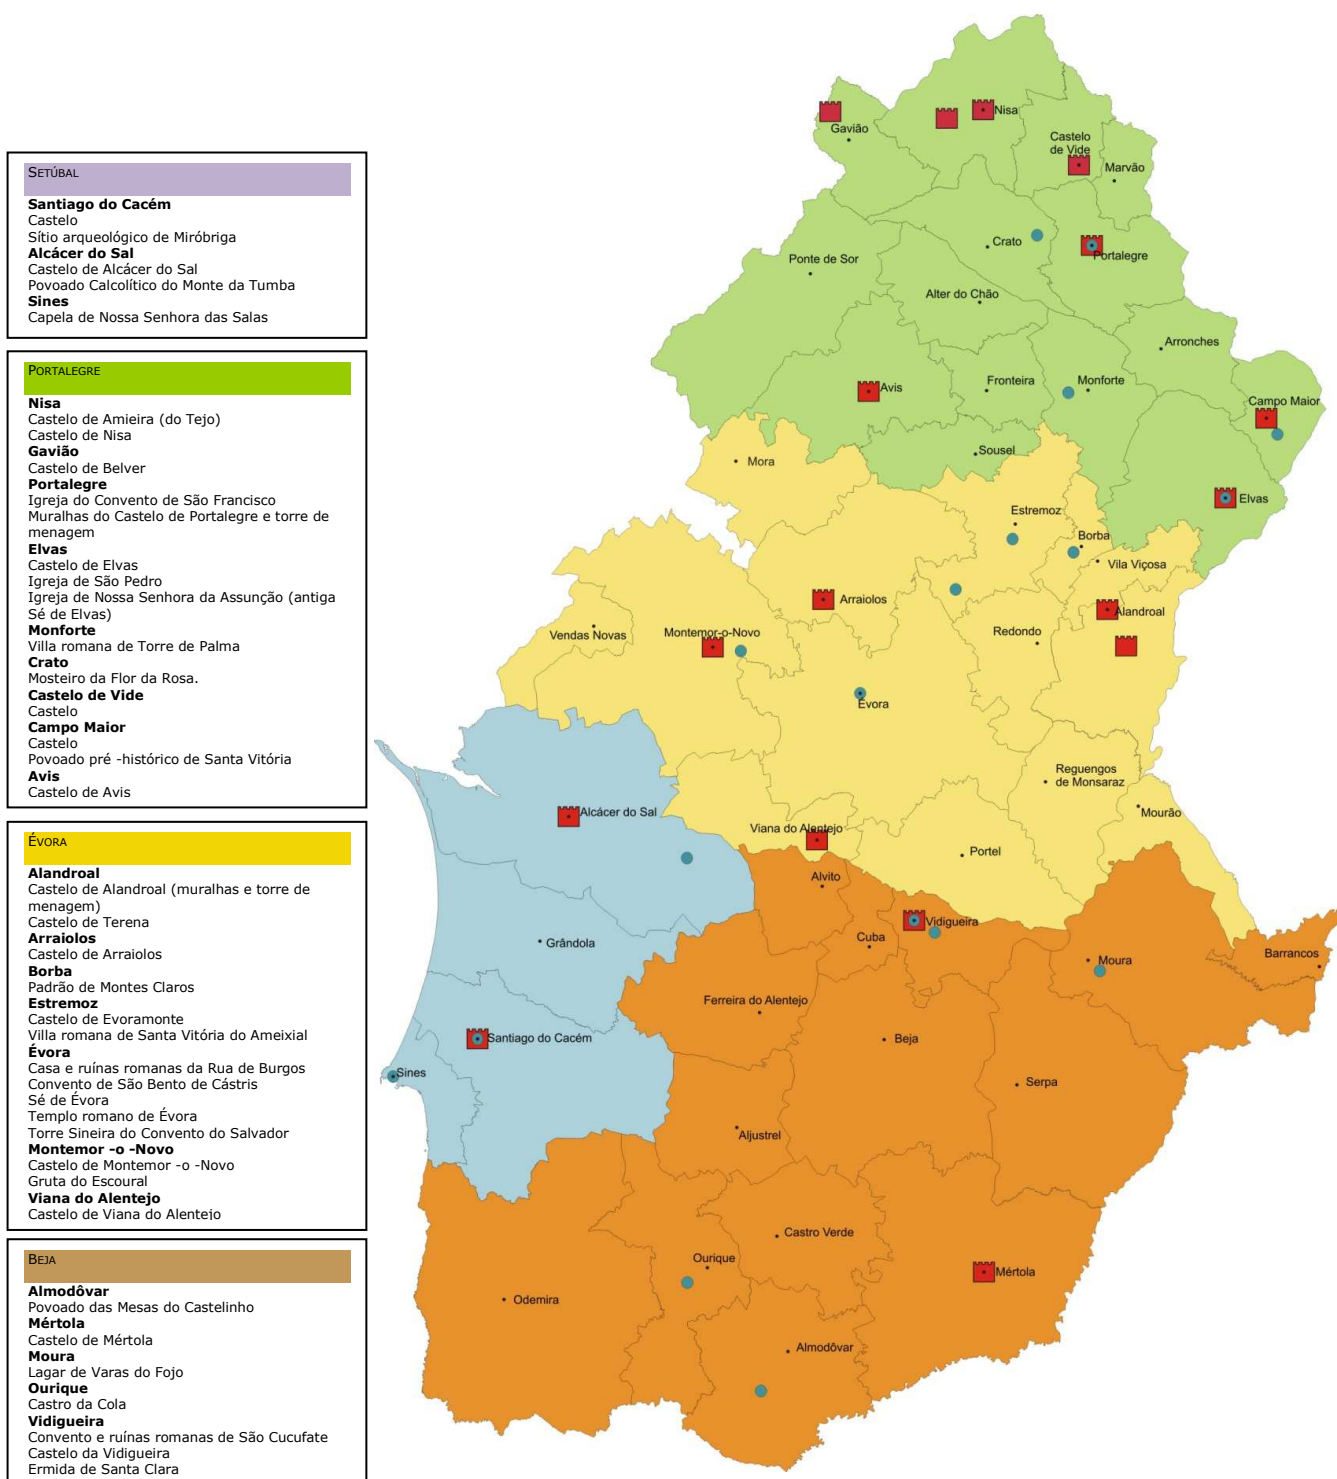 SETÚBAL
Santiago do Cacém
Castelo
Sítio arqueológico de Miróbriga
Alcácer do Sal
Castelo de Alcácer do Sal
Povoado Calcolítico do Monte da Tumba
Sines
Capela de Nossa Senhora das Salas
PORTALEGRE
Nisa
Castelo de Amieira (do Tejo)
Castelo de Nisa
Gavião
Castelo de Belver
Portalegre
Igreja do Convento de São Francisco
Muralhas do Castelo de Portalegre e torre de
menagem
Elvas
Castelo de Elvas
Igreja de São Pedro
Igreja de Nossa Senhora da Assunção (antiga
Sé de Elvas)
Monforte
Villa romana de Torre de Palma
Crato
Mosteiro da Flor da Rosa.
Castelo de Vide
Castelo
Campo Maior
Castelo
Povoado pré -histórico de Santa Vitória
Avis
Castelo de Avis
ÉVORA
Alandroal
Castelo de Alandroal (muralhas e torre de
menagem)
Castelo de Terena
Arraiolos
Castelo de Arraiolos
Borba
Padrão de Montes Claros
Estremoz
Castelo de Evoramonte
Villa romana de Santa Vitória do Ameixial
Évora
Casa e ruínas romanas da Rua de Burgos
Convento de São Bento de Cástris
Sé de Évora
Templo romano de Évora
Torre Sineira do Convento do Salvador
Montemor -o -Novo
Castelo de Montemor -o -Novo
Gruta do Escoural
Viana do Alentejo
Castelo de Viana do Alentejo
BEJA
Almodôvar
Povoado das Mesas do Castelinho
Mértola
Castelo de Mértola
Moura
Lagar de Varas do Fojo
Ourique
Castro da Cola
Vidigueira
Convento e ruínas romanas de São Cucufate
Castelo da Vidigueira
Ermida de Santa Clara
Nisa
Gavião
Castelo
de Vide
Marvão
Crato
Portalegre
Ponte de Sor
Alter do Chão
Arronches
Avis
Fronteira
Monforte
Campo Maior
Sousel
Mora
Elvas
Estremoz
Borba
Vila Viçosa
Arraiolos
Alandroal
Vendas Novas
Montemor-o-Novo
Redondo
Évora
Reguengos
de Monsaraz
Mourão
Alcácer do Sal
Viana do Alentejo
Portel
Alvito
Vidigueira
Cuba
Grândola
Moura
Barrancos
Ferreira do Alentejo
Santiago do Cacém
Beja
Sines
Serpa
Aljustrel
Castro Verde
Ourique
Mértola
Odemira
Almodôvar